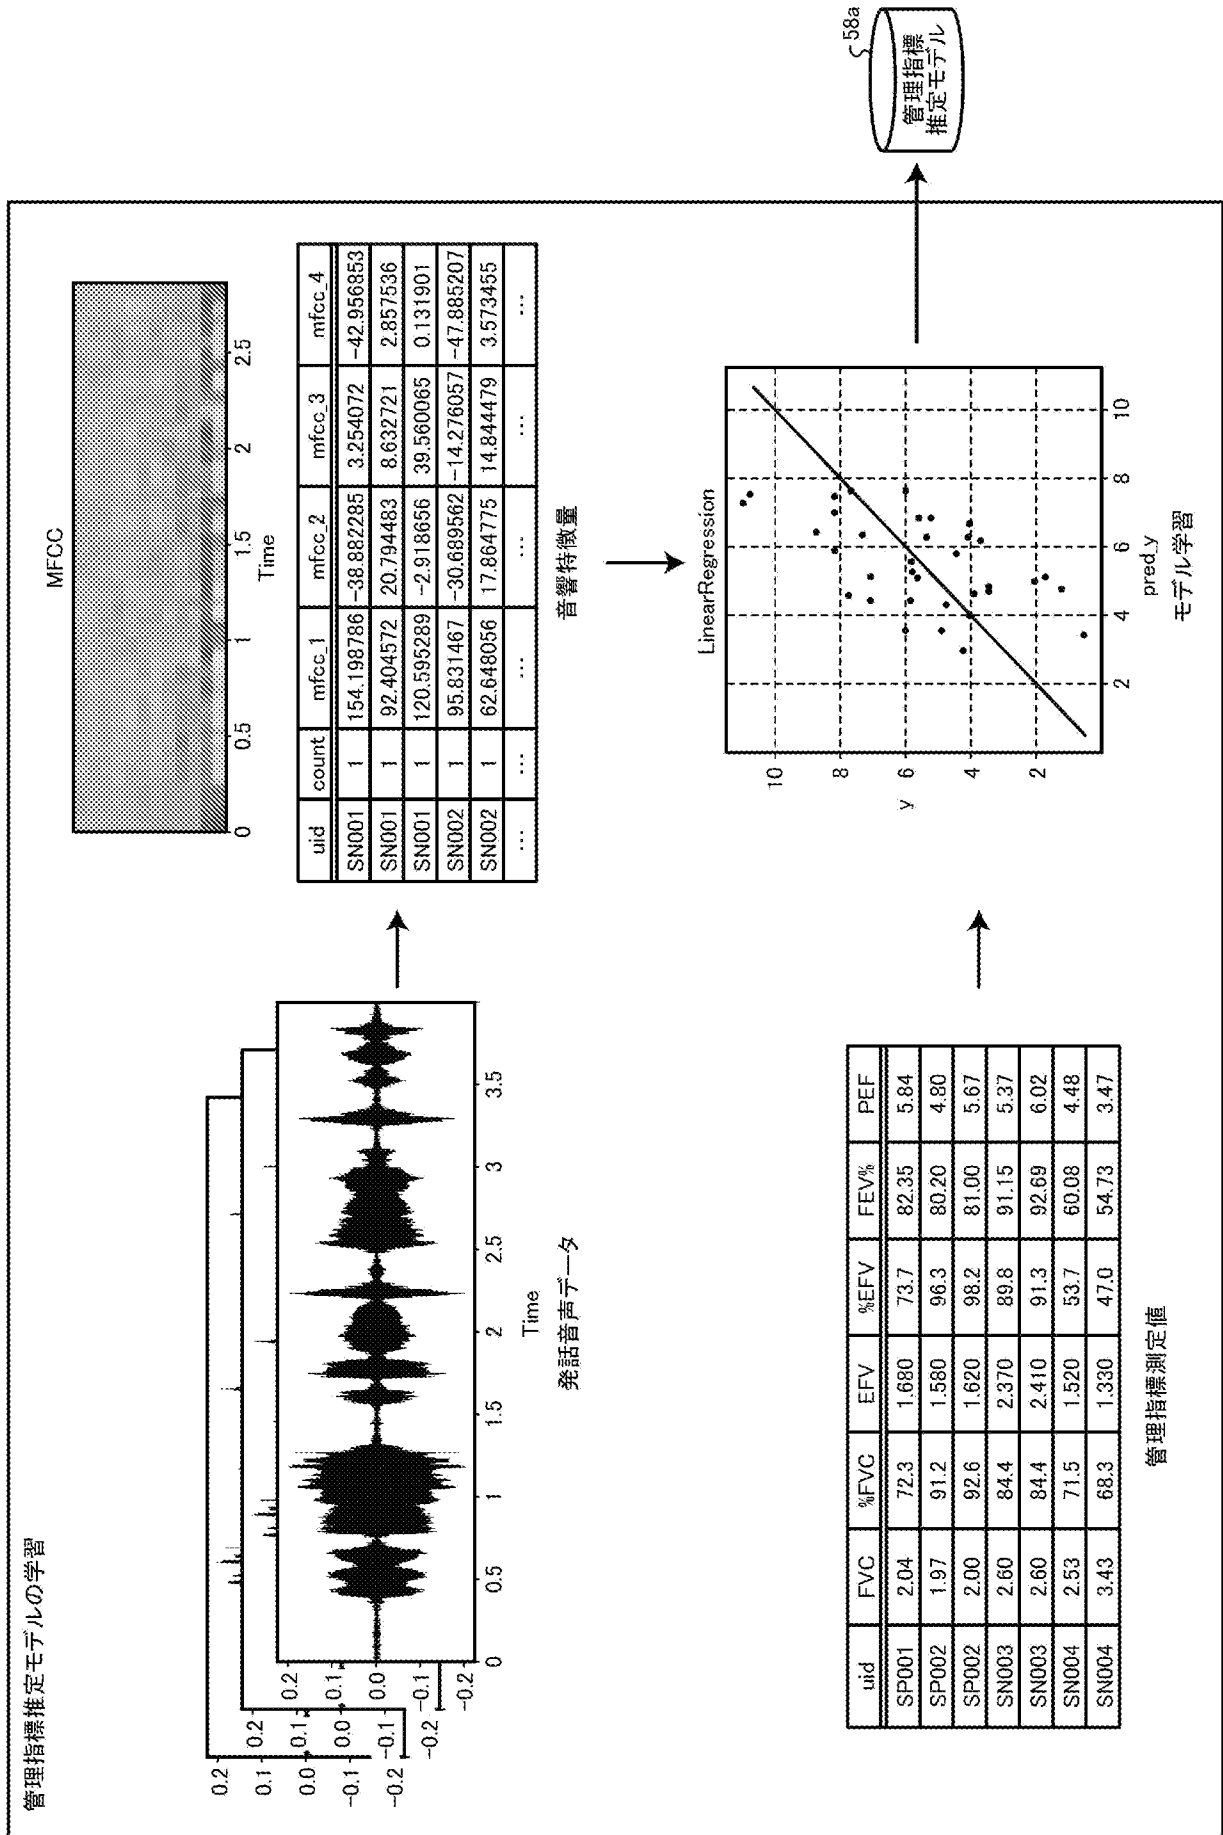 管理指標推定モデルの学習
0.2
0.1
0.0
-0.1
-0.2
0.2
0.1
0.0
-0.1
-0.2
0.2
0.1
0.0
-0.1
-0.2
0 0.5 1 1.5 2 2.5 3 3.5
Time
発話音声データ
MFCC
0 0.5 1 1.5 2 2.5
Time
uid count mfcc_1 mfcc_2 mfcc_3 mfcc_4
SN001 1 154.198786 -38.882285 3.254072 -42.956853
SN001 1 92.404572 20.794483 8.632721 2.857536
SN001 1 120.595289 -2.918656 39.560065 0.131901
SN002 1 95.831467 -30.689562 -14.276057 -47.885207
SN002 1 62.648056 17.864775 14.844479 3.573455
… … … … … …
音響特徴量
uid FVC %FVC EFV %EFV FEV% PEF
SP001 2.04 72.3 1.680 73.7 82.35 5.84
SP002 1.97 91.2 1.580 96.3 80.20 4.80
SP002 2.00 92.6 1.620 98.2 81.00 5.67
SN003 2.60 84.4 2.370 89.8 91.15 5.37
SN003 2.60 84.4 2.410 91.3 92.69 6.02
SN004 2.53 71.5 1.520 53.7 60.08 4.48
SN004 3.43 68.3 1.330 47.0 54.73 3.47
管理指標測定値
LinearRegression
10
8
6
4
2
y
2 4 6 8 10
pred_y
モデル学習
58a
管理指標
推定モデル